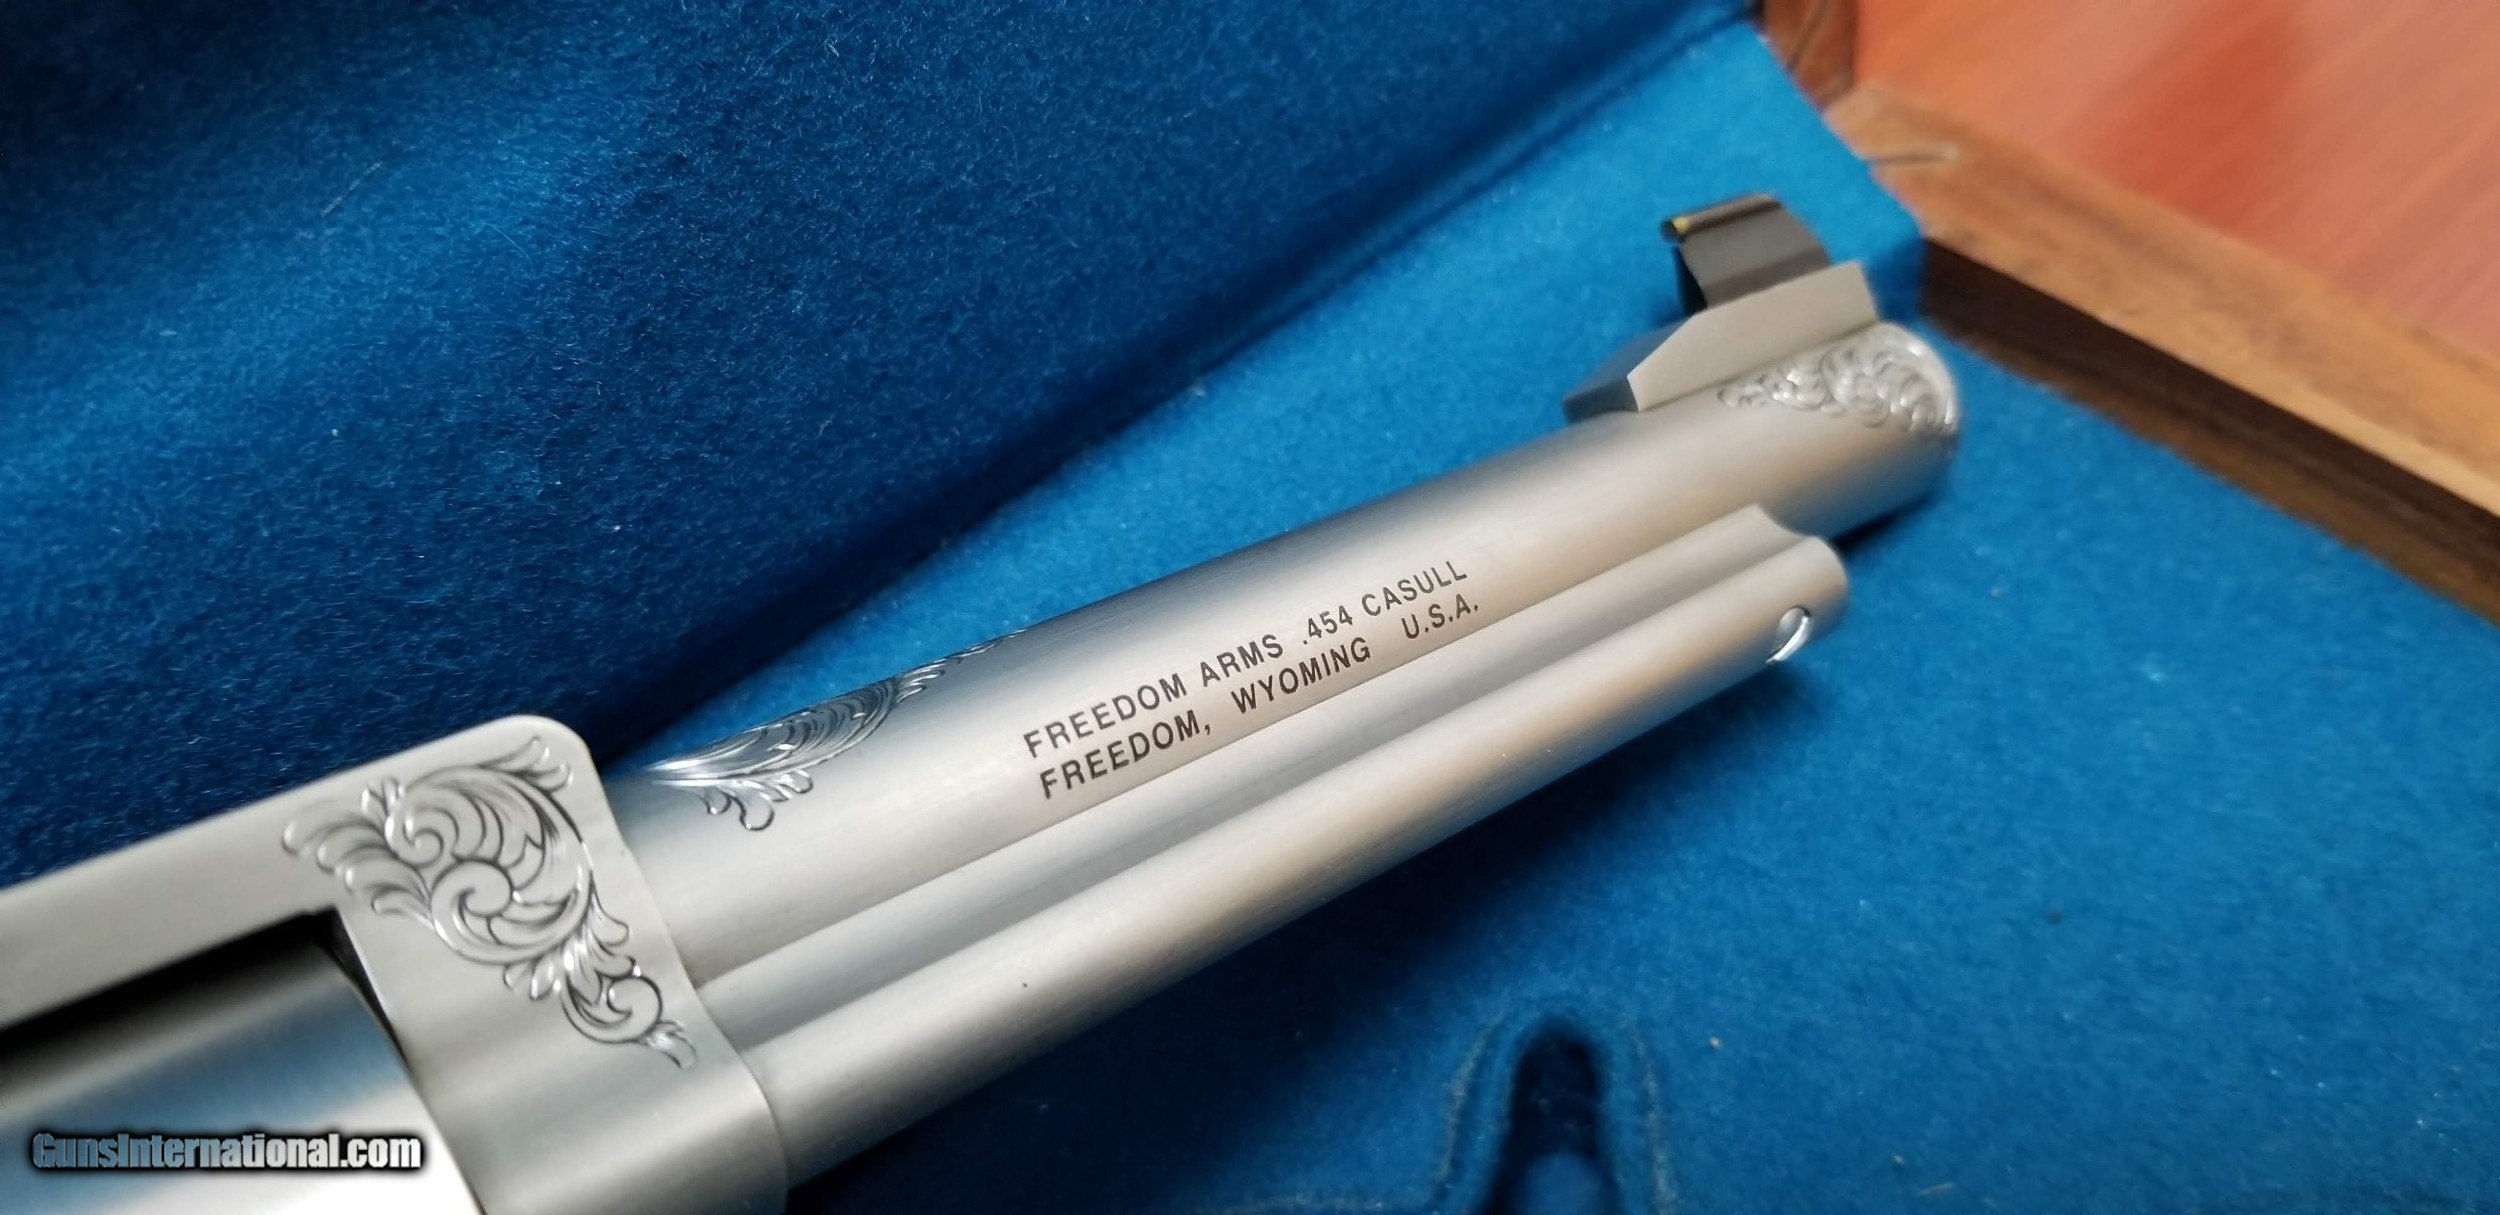 FREEDOM ARMS .454 CASULL
FREEDOM, WYOMING U.S.A.
GunsInternational.com